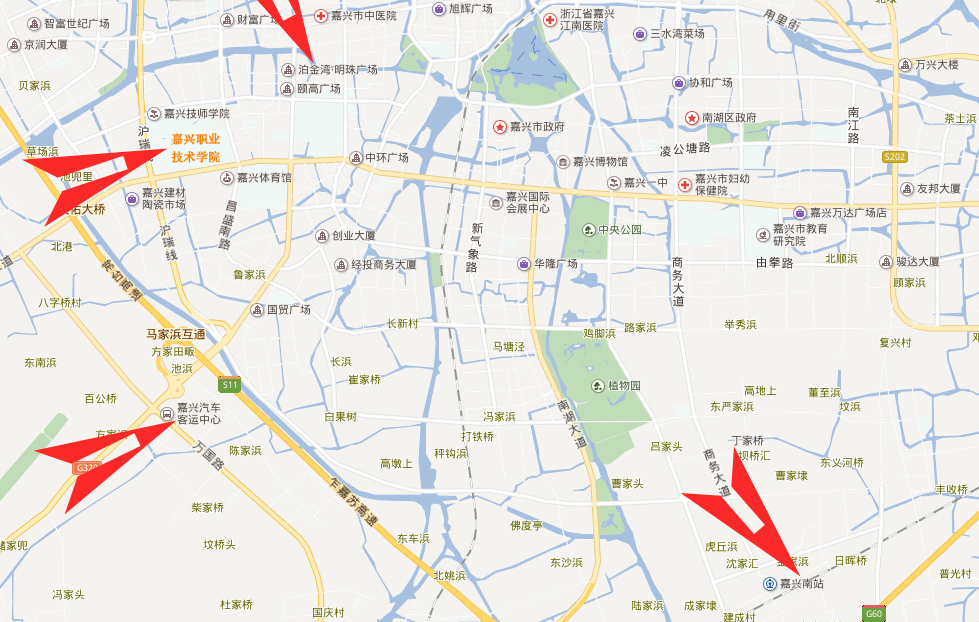 智富世纪广场
财富广场
嘉兴市中医院
旭辉广场
浙江省嘉兴
江南医院
三水湾菜场
甪里街
京润大厦
泊金湾·明珠广场
颐高广场
万兴大楼
贝家浜
协和广场
嘉兴技师学院
嘉兴市政府
南湖区政府
南江路
茶土浜
嘉兴职业
技术学院
草场浜
中环广场
嘉兴博物馆
凌公塘路
S202
池兜里
嘉兴体育馆
嘉兴一中
嘉兴市妇幼
保健院
友邦大厦
嘉兴建材
陶瓷市场
昌盛南路
嘉兴国际
会展中心
嘉兴万达广场店
沪瑞线
创业大厦
新气象路
中央公园
嘉兴市教育
研究院
北港
经投商务大厦
华隆广场
商务大道
由拳路
北顺浜
骏达大厦
鲁家浜
顾家浜
八字桥村
国贸广场
长新村
鸡脚浜
路家浜
举秀浜
马家浜互通
方家田畈
马塘泾
复兴村
东南浜
池浜
长浜
崔家桥
植物园
S11
高地上
董至浜
百公桥
嘉兴汽车
客运中心
白果树
冯家浜
南湖大道
东严家浜
坟浜
打铁桥
万国路
陈家浜
秤钩浜
吕家头
商务大道
丁家桥
坝桥汇
高墩上
东义河桥
G320
乍嘉苏高速
曹家头
曹家埭
丰收桥
柴家桥
佛度亭
坟桥头
东车浜
虎丘浜
沈家汇
日晖桥
东沙浜
北姚浜
嘉兴南站
普光村
冯家头
杜家桥
国庆村
陆家浜
成家埭
建成村
G60